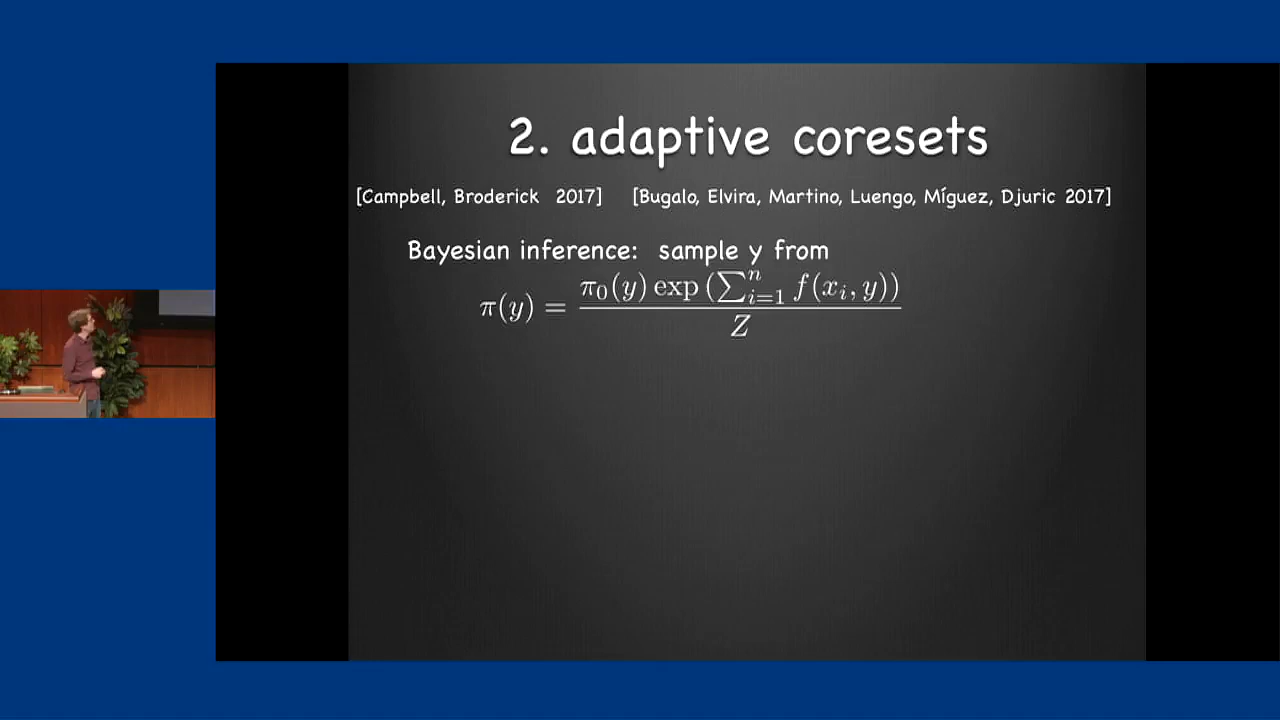 2. adaptive coresets
[Campbell, Broderick 2017] [Bugalo, Elvira, Martino, Luengo, Míguez, Djuric 2017]
Bayesian inference: sample y from
π(y) = π₀(y) exp (∑ⁿᵢ₌₁ f(xᵢ, y)) / Z